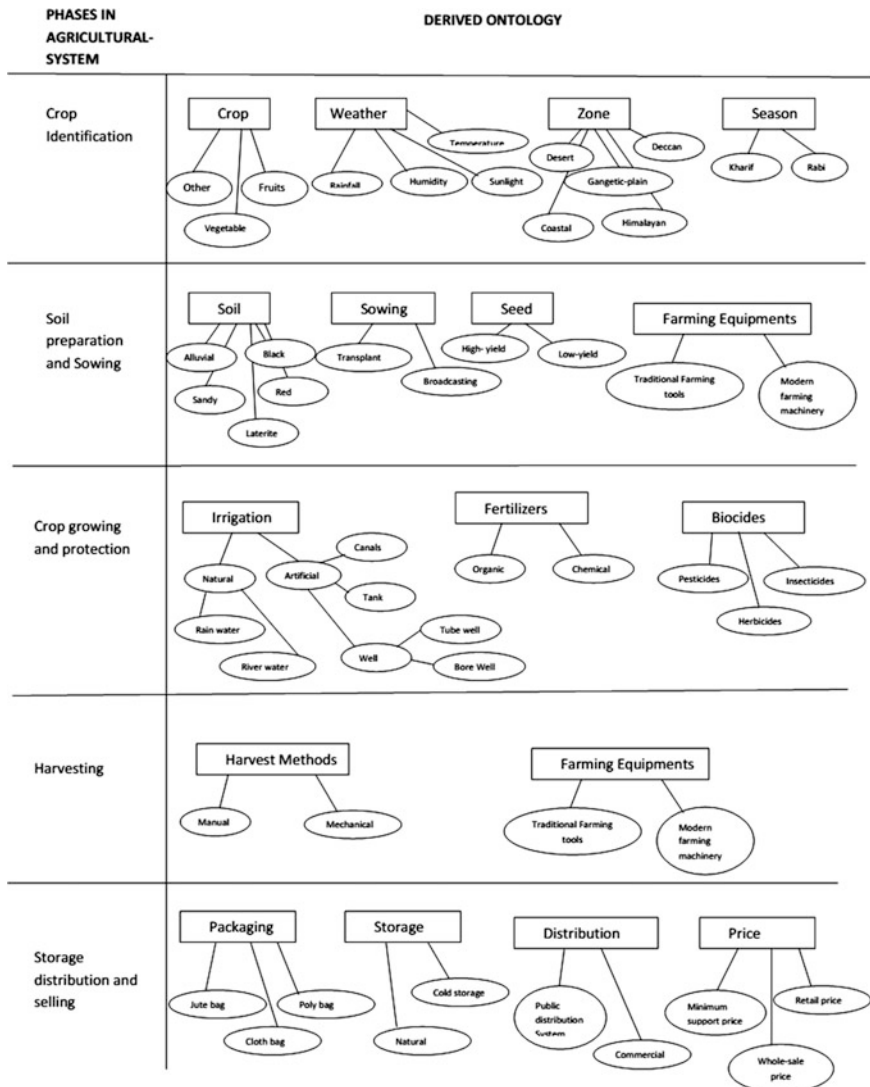 PHASES IN
AGRICULTURAL-
SYSTEM
DERIVED ONTOLOGY
Crop
Identification
Crop
Weather
Zone
Season
Temperature
Desert
Deccan
Other
Fruits
Rainfall
Humidity
Sunlight
Gangetic-plain
Kharif
Rabi
Vegetable
Coastal
Himalayan
Soil
preparation
and Sowing
Soil
Sowing
Seed
Farming Equipments
Alluvial
Black
Transplant
High- yield
Low-yield
Sandy
Red
Broadcasting
Traditional Farming
tools
Modern
farming
machinery
Laterite
Crop growing
and protection
Irrigation
Fertilizers
Biocides
Canals
Natural
Artificial
Organic
Chemical
Pesticides
Insecticides
Tank
Rain water
Tube well
Herbicides
River water
Well
Bore Well
Harvesting
Harvest Methods
Farming Equipments
Manual
Mechanical
Traditional Farming
tools
Modern
farming
machinery
Storage
distribution and
selling
Packaging
Storage
Distribution
Price
Jute bag
Poly bag
Cold storage
Public
distribution
System
Minimum
support price
Retail price
Cloth bag
Natural
Commercial
Whole-sale
price